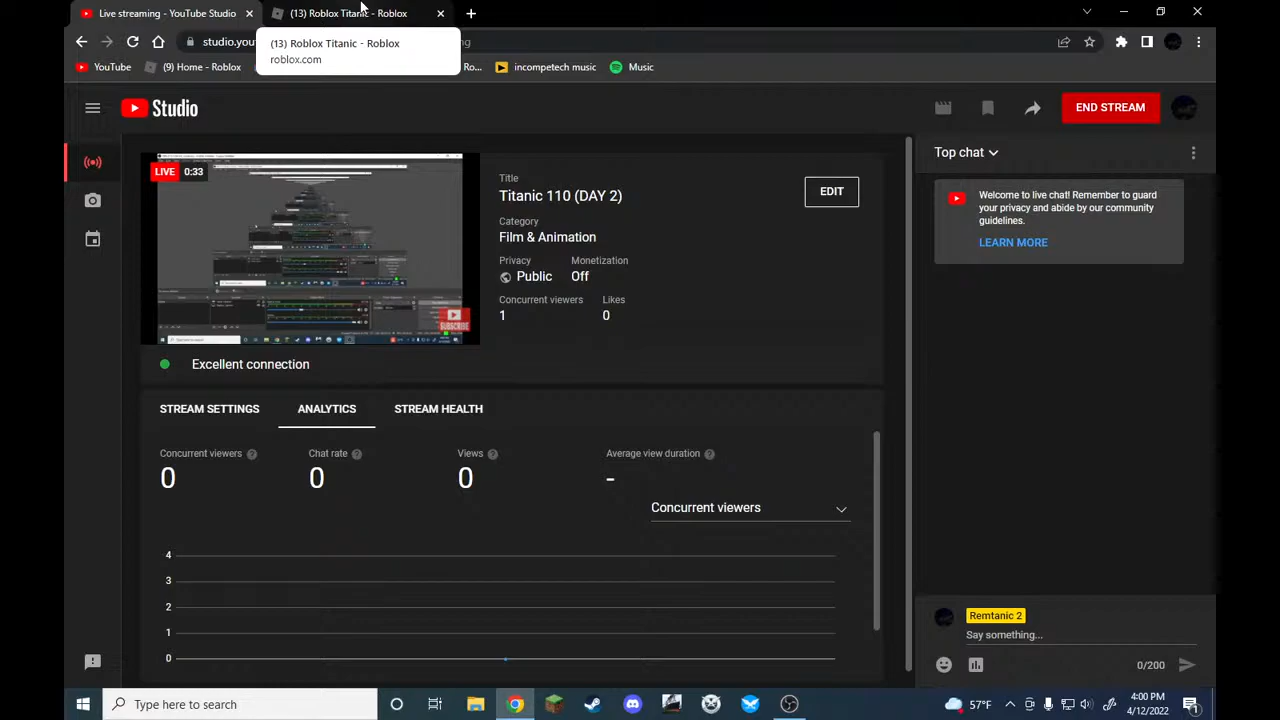 Live streaming - YouTube Studio
(13) Roblox Titanic - Roblox
studio.you
ng
(13) Roblox Titanic - Roblox
roblox.com
YouTube
(9) Home - Roblox
Ro...
incompetech music
Music
Studio
END STREAM
LIVE 0:33
SUBSCRIBE
Title
Titanic 110 (DAY 2)
EDIT
Category
Film & Animation
Privacy Monetization
Public Off
Concurrent viewers Likes
1 0
Excellent connection
Top chat
Welcome to live chat! Remember to guard
your privacy and abide by our community
guidelines.
LEARN MORE
STREAM SETTINGS ANALYTICS STREAM HEALTH
Concurrent viewers Chat rate Views Average view duration
0 0 0 -
Concurrent viewers
4
3
2
1
0
Remtanic 2
Say something...
0/200
Type here to search
57°F
4:00 PM
4/12/2022
1